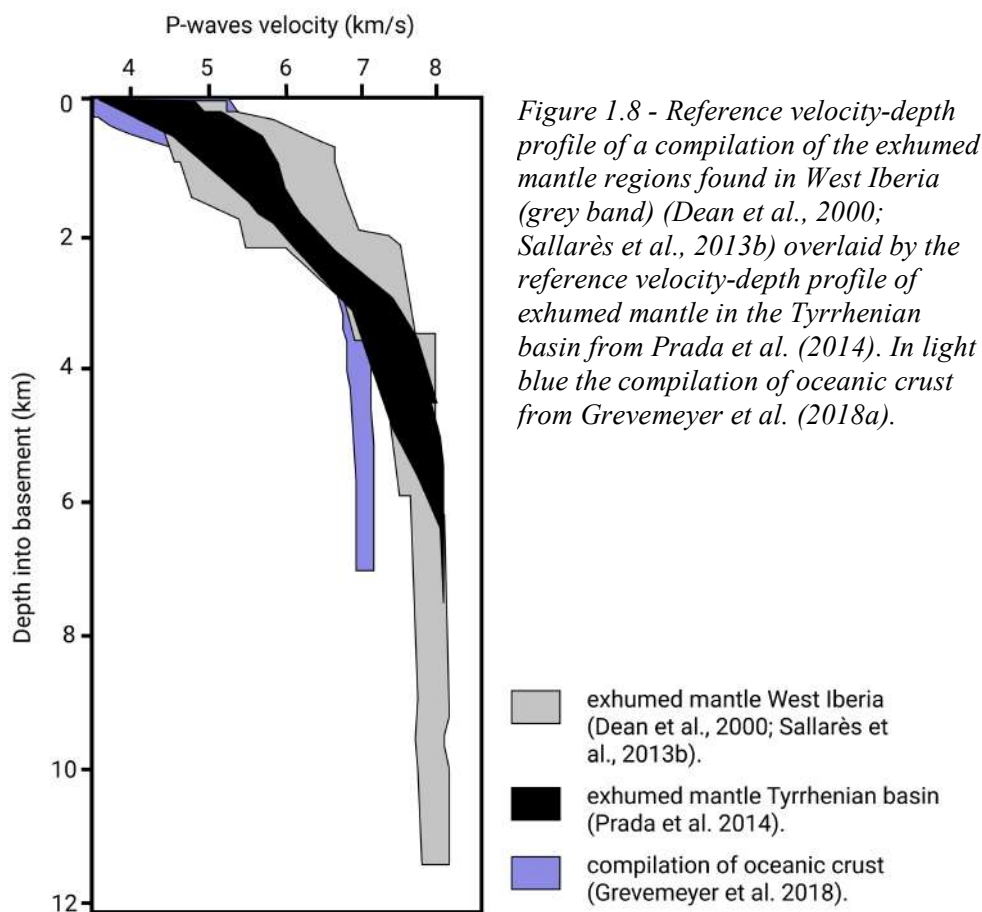 P-waves velocity (km/s)
4 5 6 7 8
0
2
4
6
8
10
12
Depth into basement (km)
Figure 1.8 - Reference velocity-depth
profile of a compilation of the exhumed
mantle regions found in West Iberia
(grey band) (Dean et al., 2000;
Sallarès et al., 2013b) overlaid by the
reference velocity-depth profile of
exhumed mantle in the Tyrrhenian
basin from Prada et al. (2014). In light
blue the compilation of oceanic crust
from Grevemeyer et al. (2018a).
exhumed mantle West Iberia
(Dean et al., 2000; Sallarès et
al., 2013b).
exhumed mantle Tyrrhenian basin
(Prada et al. 2014).
compilation of oceanic crust
(Grevemeyer et al. 2018).